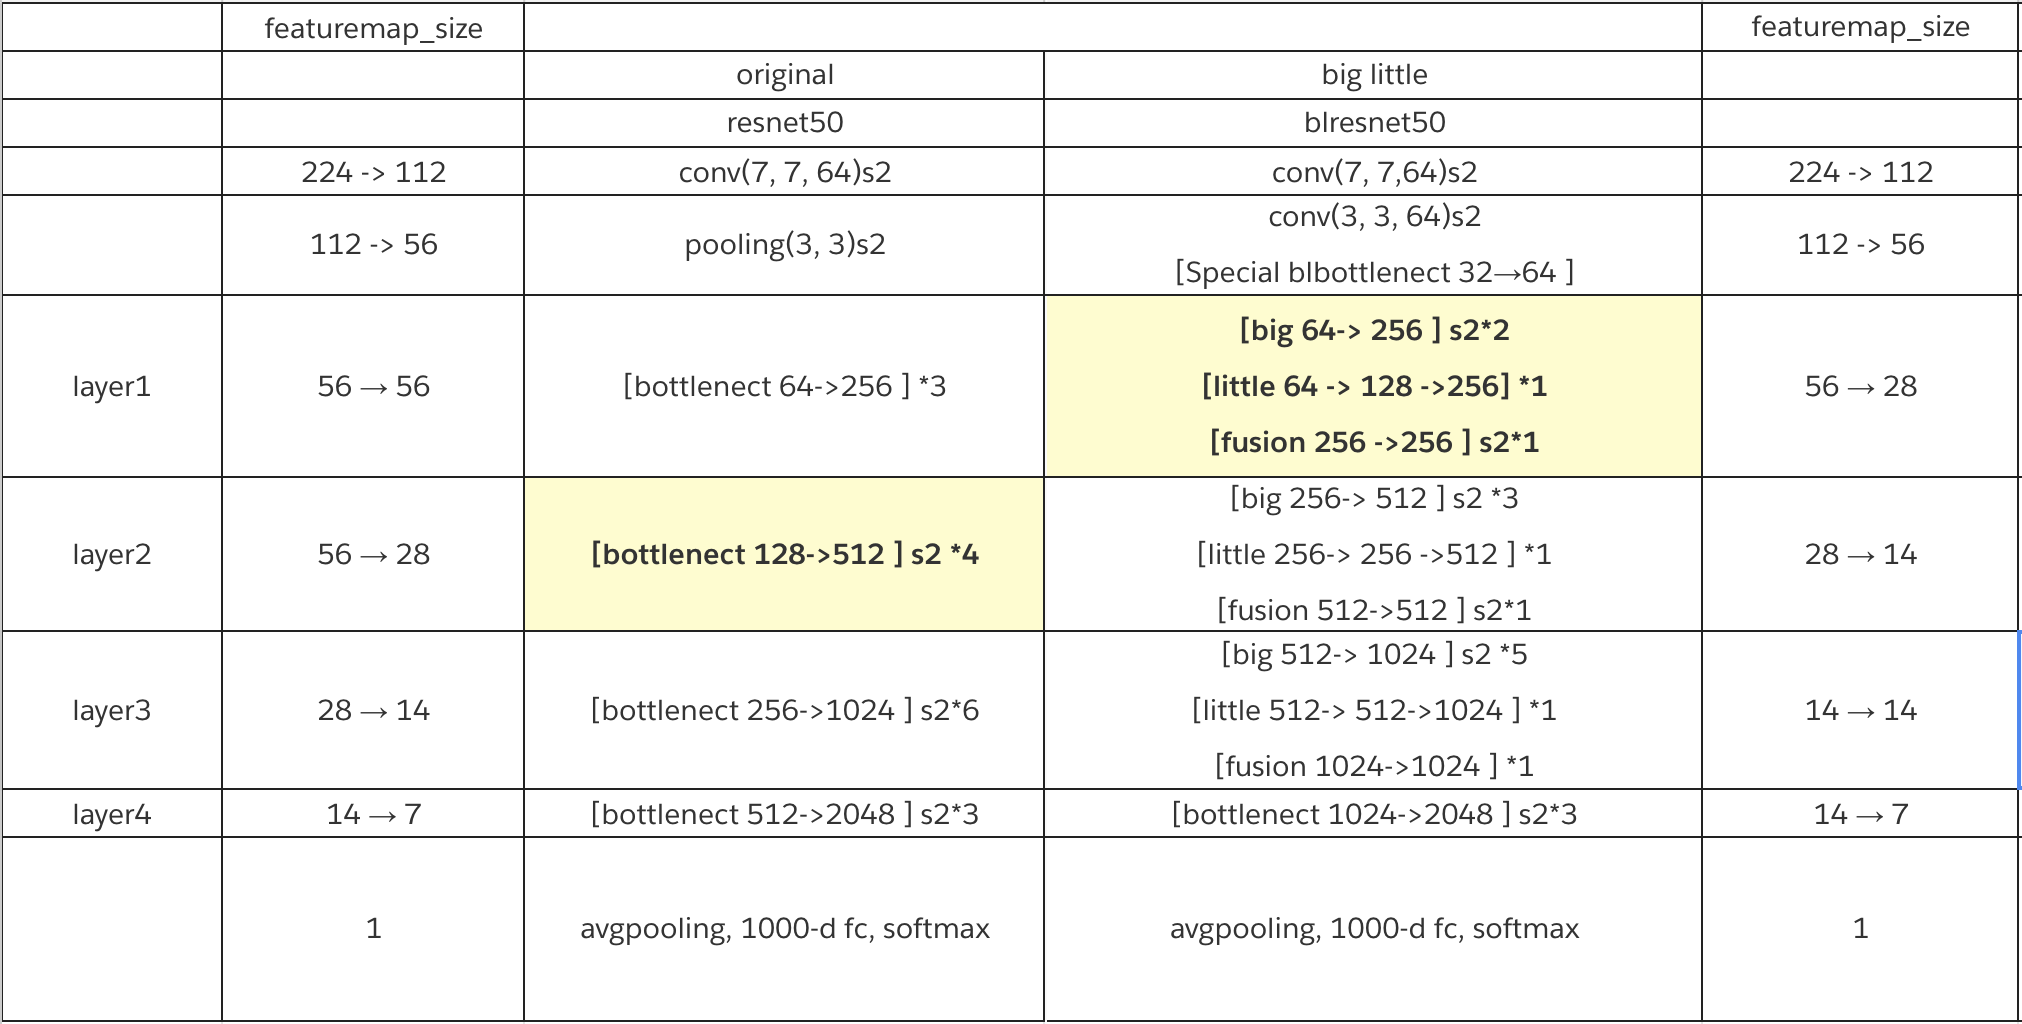 featuremap_size featuremap_size
original big little
resnet50 blresnet50
224 -> 112 conv(7, 7, 64)s2 conv(7, 7,64)s2 224 -> 112
112 -> 56 pooling(3, 3)s2 conv(3, 3, 64)s2
[Special blbottlenect 32→64 ] 112 -> 56
layer1 56 → 56 [bottlenect 64->256 ] *3 [big 64-> 256 ] s2*2
[little 64 -> 128 ->256] *1
[fusion 256 ->256 ] s2*1 56 → 28
layer2 56 → 28 [bottlenect 128->512 ] s2 *4 [big 256-> 512 ] s2 *3
[little 256-> 256 ->512 ] *1
[fusion 512->512 ] s2*1 28 → 14
layer3 28 → 14 [bottlenect 256->1024 ] s2*6 [big 512-> 1024 ] s2 *5
[little 512-> 512->1024 ] *1
[fusion 1024->1024 ] *1 14 → 14
layer4 14 → 7 [bottlenect 512->2048 ] s2*3 [bottlenect 1024->2048 ] s2*3 14 → 7
1 avgpooling, 1000-d fc, softmax avgpooling, 1000-d fc, softmax 1